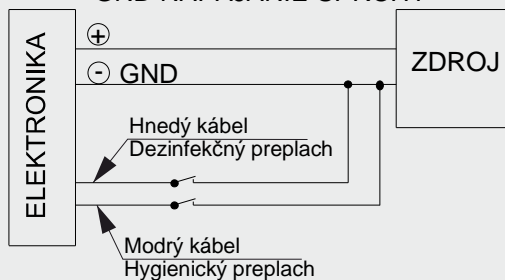 +
- GND
ZDROJ
ELEKTRONIKA
Hnedý kábel
Dezinfekčný preplach
Modrý kábel
Hygienický preplach